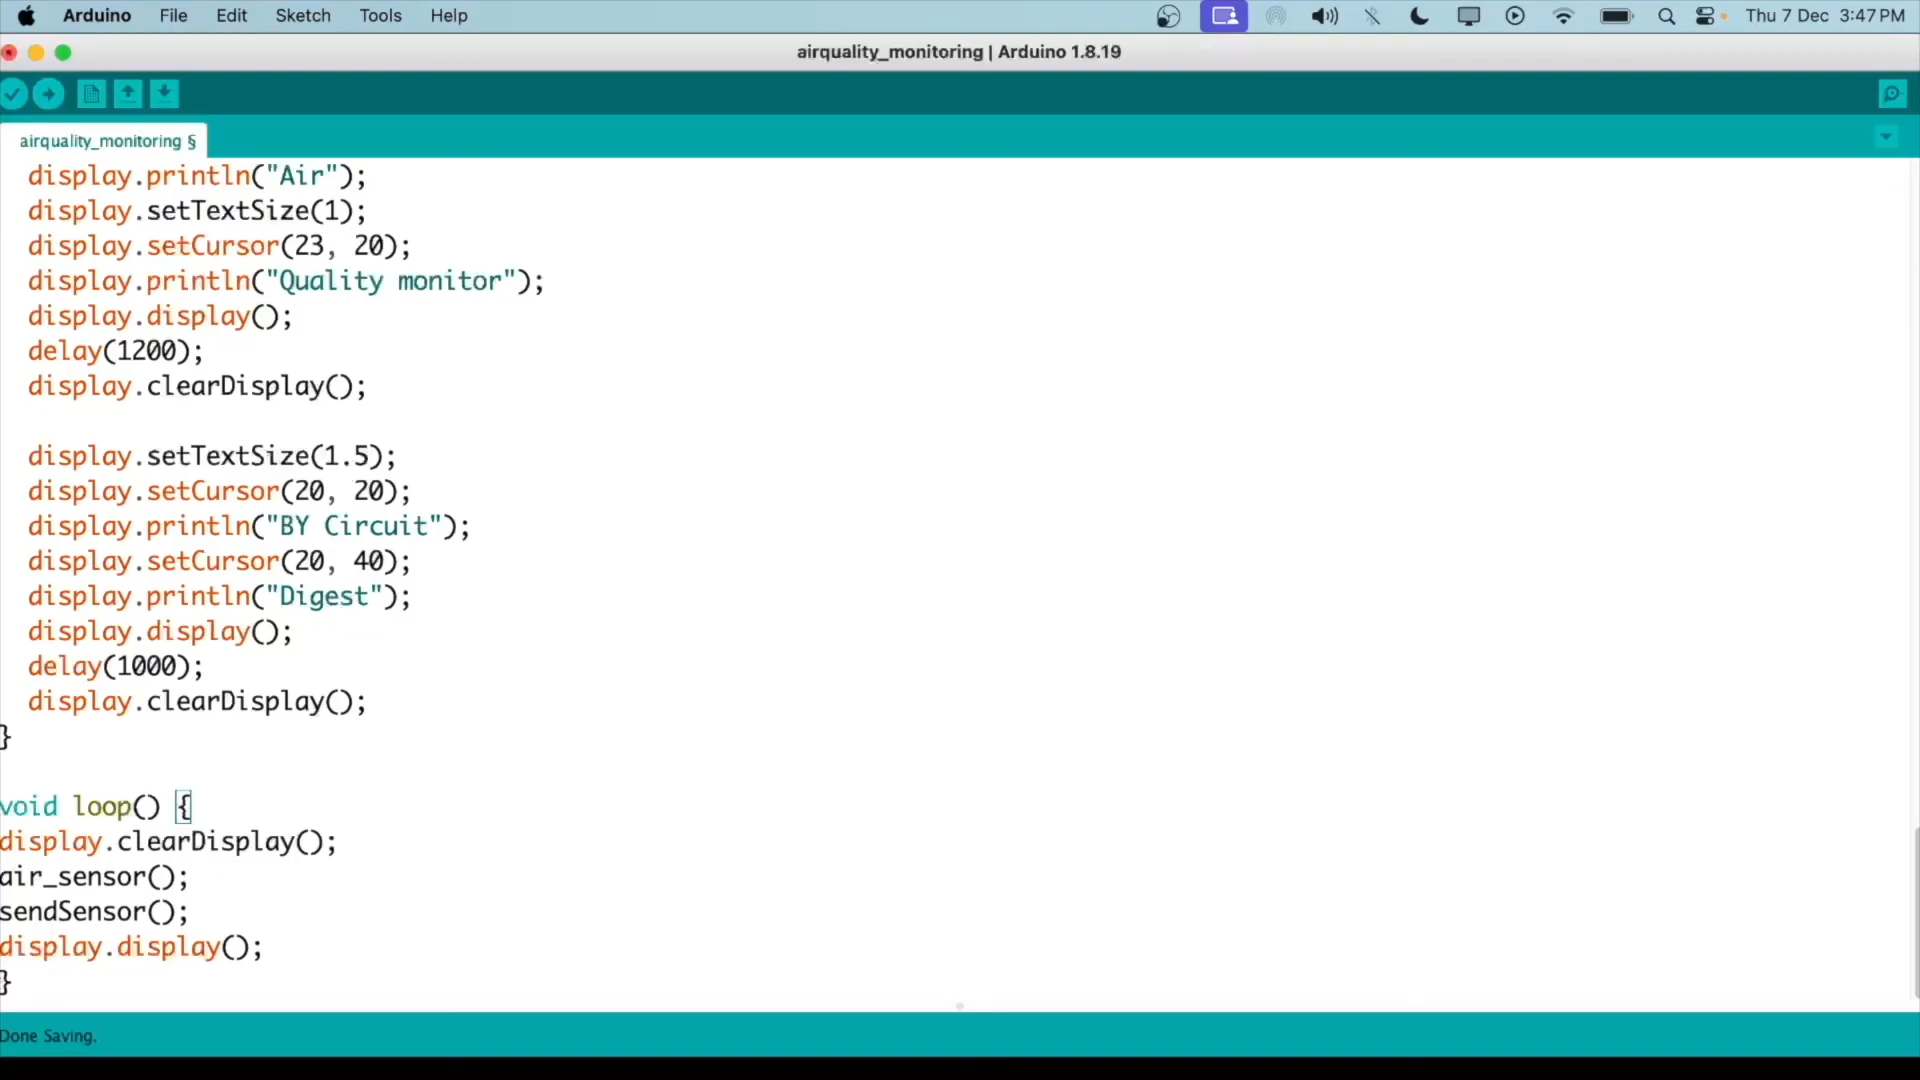 Arduino File Edit Sketch Tools Help Thu 7 Dec 3:47PM
airquality_monitoring | Arduino 1.8.19
airquality_monitoring §
display.println("Air");
display.setTextSize(1);
display.setCursor(23, 20);
display.println("Quality monitor");
display.display();
delay(1200);
display.clearDisplay();
display.setTextSize(1.5);
display.setCursor(20, 20);
display.println("BY Circuit");
display.setCursor(20, 40);
display.println("Digest");
display.display();
delay(1000);
display.clearDisplay();
}
void loop() {
display.clearDisplay();
air_sensor();
sendSensor();
display.display();
}
Done Saving.